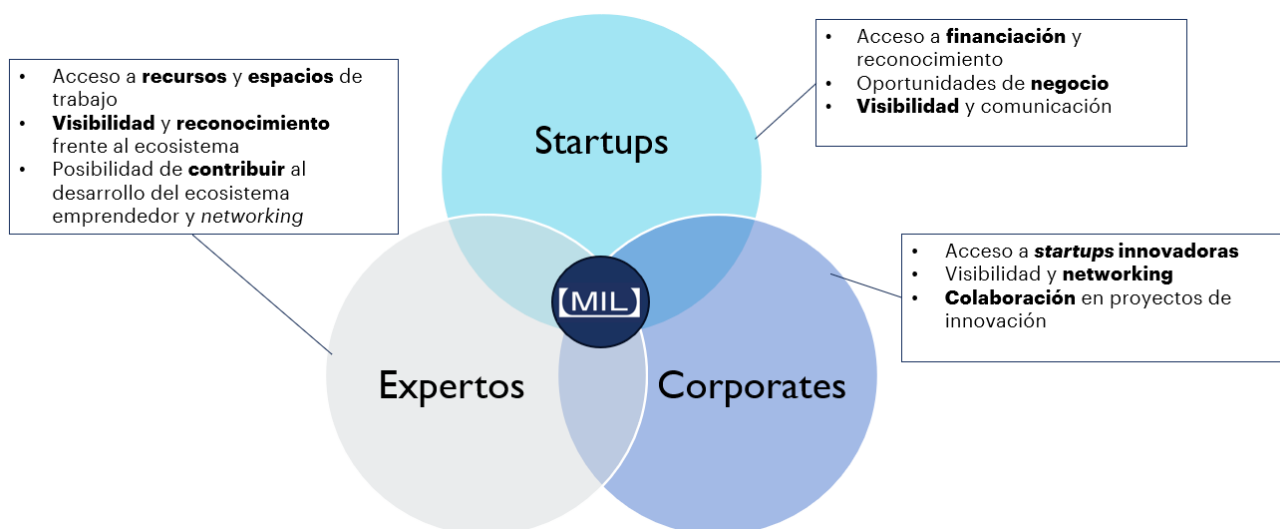 • Acceso a recursos y espacios de
trabajo
• Visibilidad y reconocimiento
frente al ecosistema
• Posibilidad de contribuir al
desarrollo del ecosistema
emprendedor y networking
Startups
• Acceso a financiación y
reconocimiento
• Oportunidades de negocio
• Visibilidad y comunicación
• Acceso a startups innovadoras
• Visibilidad y networking
• Colaboración en proyectos de
innovación
[MIL]
Expertos
Corporates